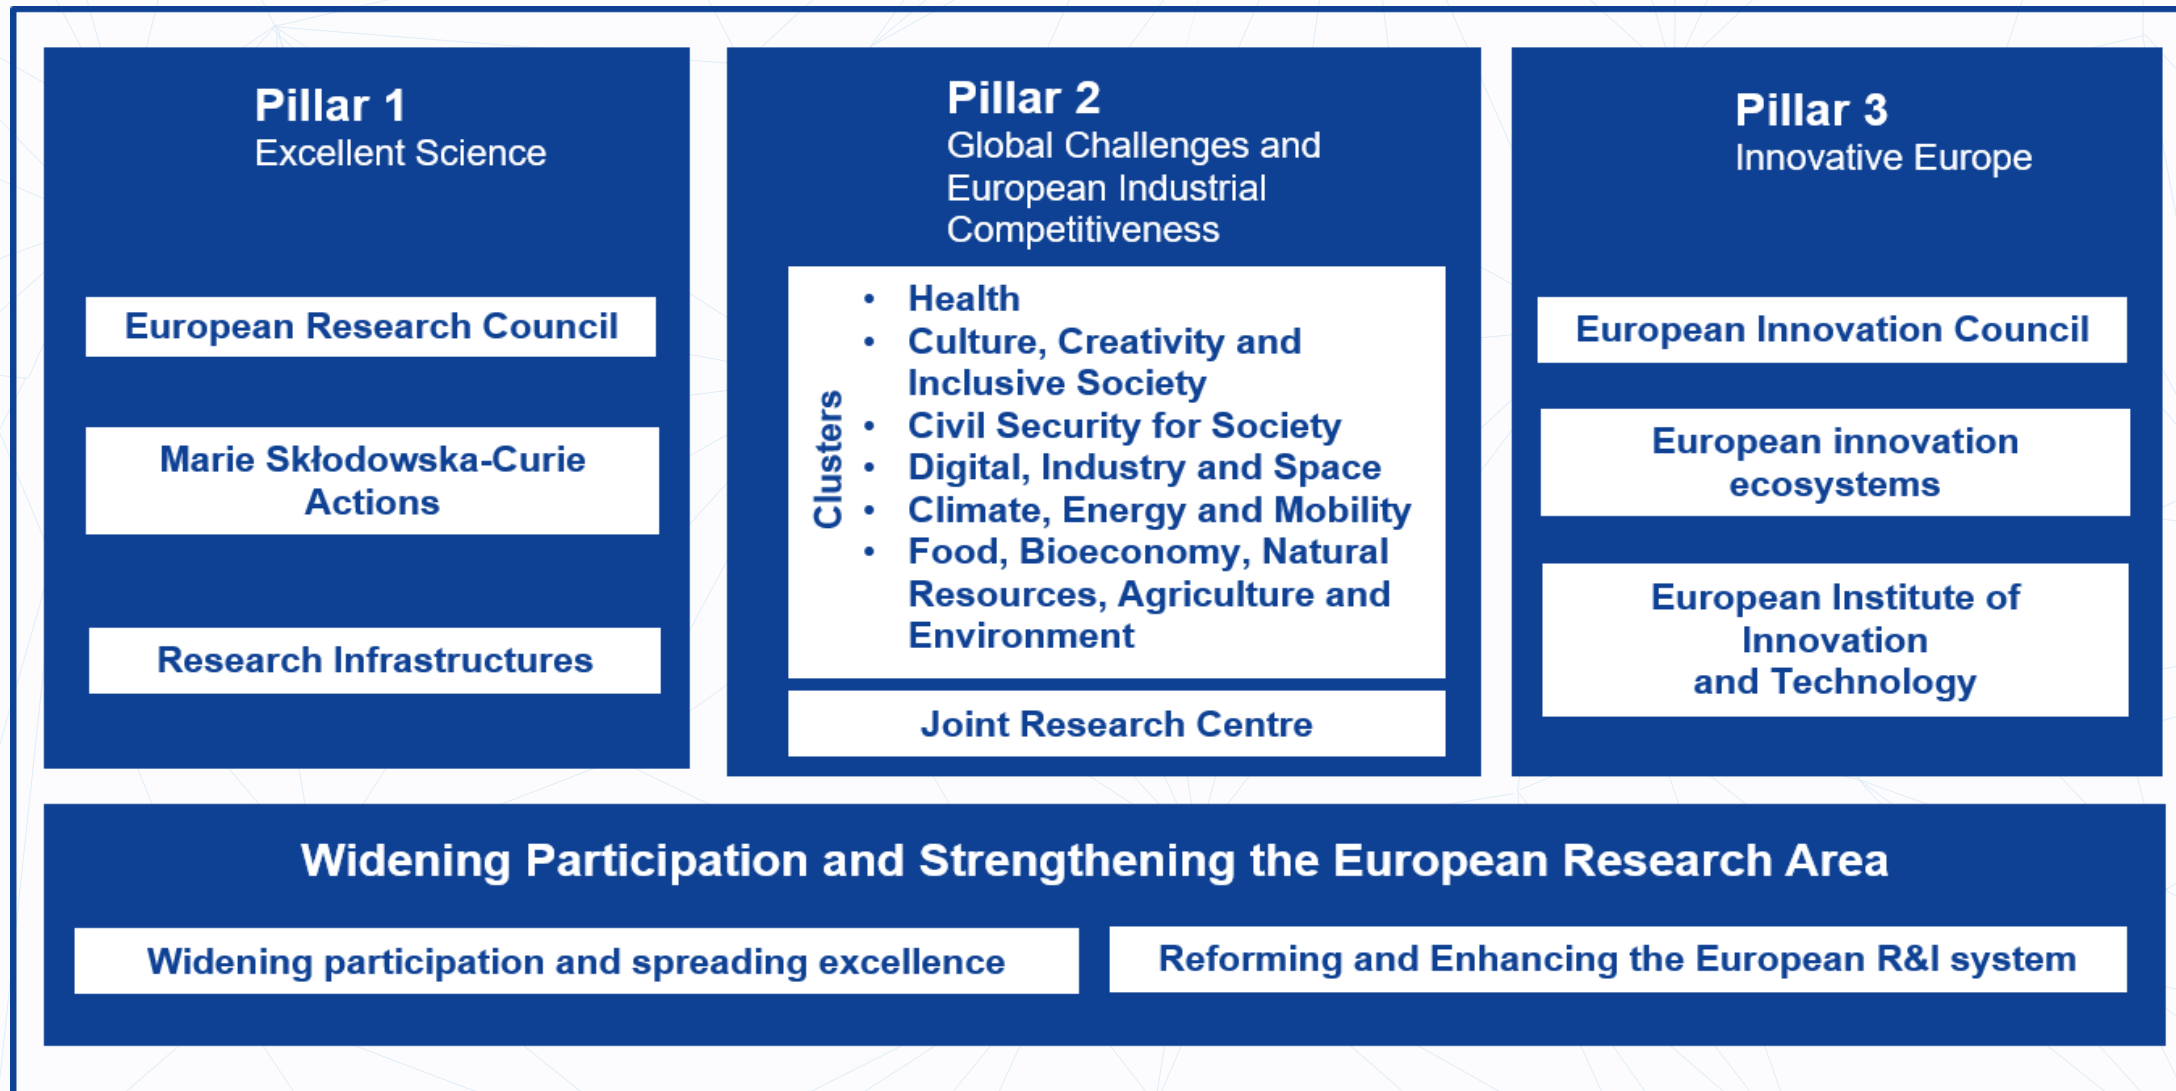 Pillar 1
Excellent Science
European Research Council
Marie Skłodowska-Curie
Actions
Research Infrastructures
Pillar 2
Global Challenges and
European Industrial
Competitiveness
Clusters
• Health
• Culture, Creativity and
Inclusive Society
• Civil Security for Society
• Digital, Industry and Space
• Climate, Energy and Mobility
• Food, Bioeconomy, Natural
Resources, Agriculture and
Environment
Joint Research Centre
Pillar 3
Innovative Europe
European Innovation Council
European innovation
ecosystems
European Institute of
Innovation
and Technology
Widening Participation and Strengthening the European Research Area
Widening participation and spreading excellence
Reforming and Enhancing the European R&I system